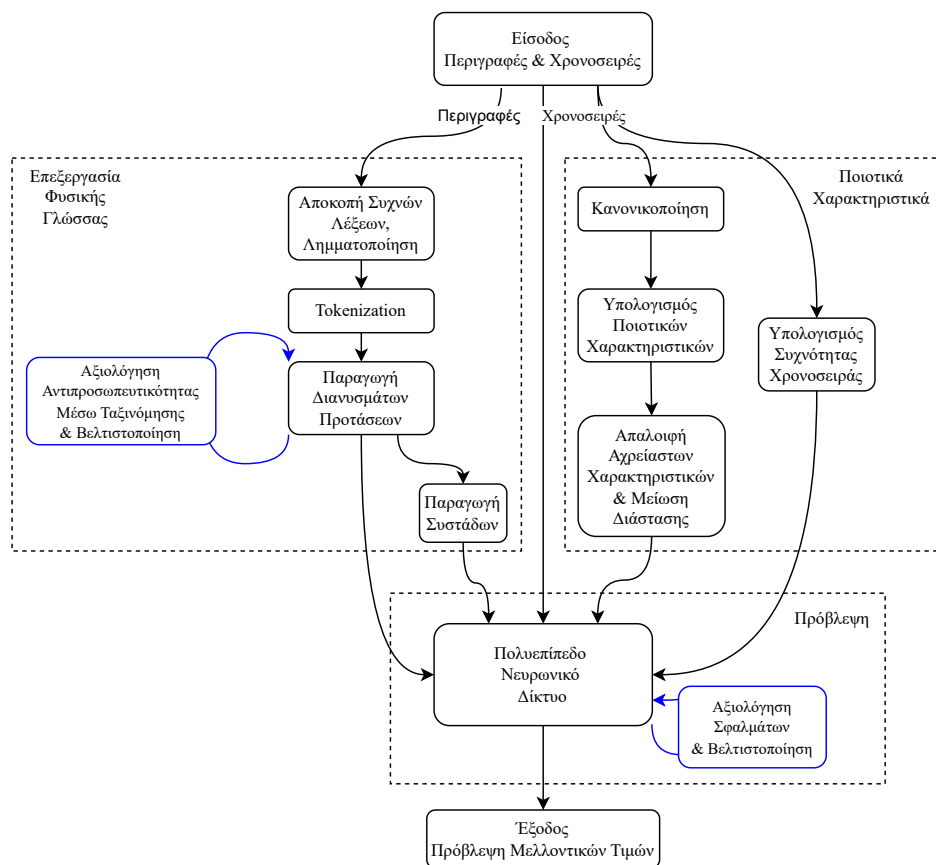 Είσοδος
Περιγραφές & Χρονοσειρές
Περιγραφές
Χρονοσειρές
Επεξεργασία
Φυσικής
Γλώσσας
Αποκοπή Συχνών
Λέξεων,
Λημματοποίηση
Tokenization
Αξιολόγηση
Αντιπροσωπευτικότητας
Μέσω Ταξινόμησης
& Βελτιστοποίηση
Παραγωγή
Διανυσμάτων
Προτάσεων
Παραγωγή
Συστάδων
Ποιοτικά
Χαρακτηριστικά
Κανονικοποίηση
Υπολογισμός
Ποιοτικών
Χαρακτηριστικών
Υπολογισμός
Συχνότητας
Χρονοσειράς
Απαλοιφή
Αχρείαστων
Χαρακτηριστικών
& Μείωση
Διάστασης
Πρόβλεψη
Πολυεπίπεδο
Νευρωνικό
Δίκτυο
Αξιολόγηση
Σφαλμάτων
& Βελτιστοποίηση
Έξοδος
Πρόβλεψη Μελλοντικών Τιμών